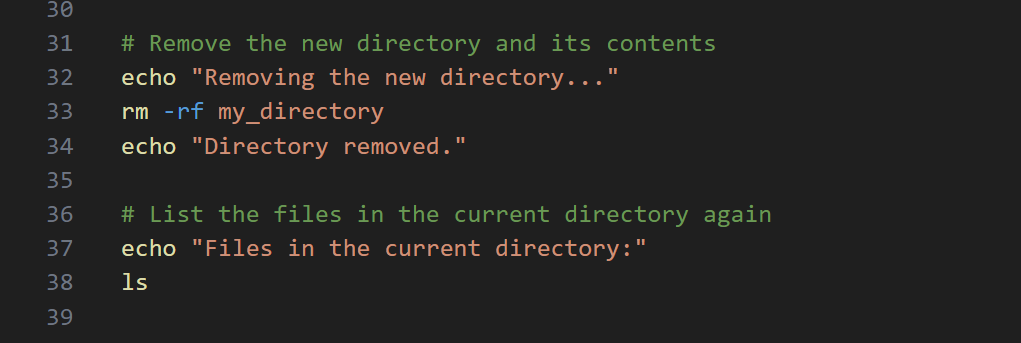 30
31 # Remove the new directory and its contents
32 echo "Removing the new directory..."
33 rm -rf my_directory
34 echo "Directory removed."
35
36 # List the files in the current directory again
37 echo "Files in the current directory:"
38 ls
39